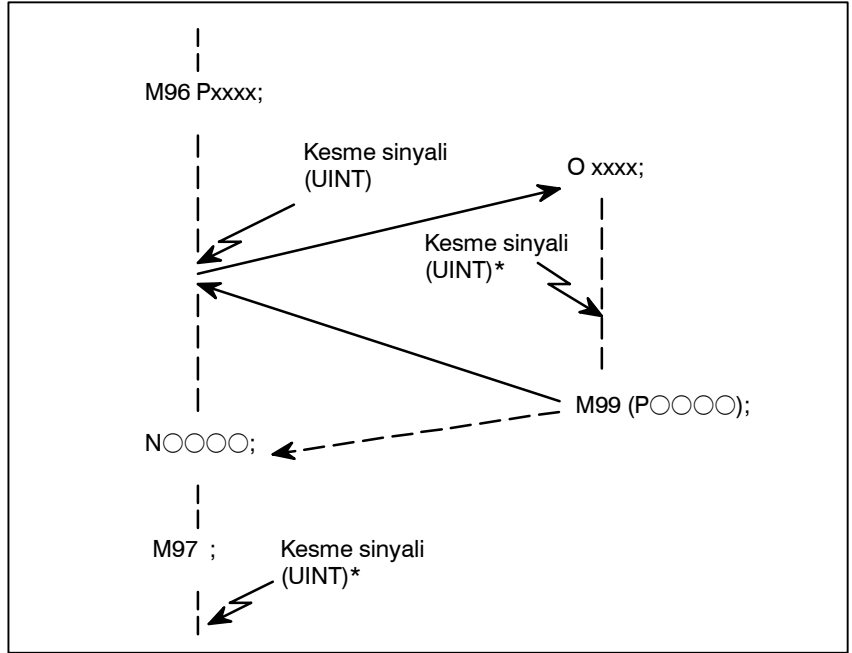 M96 Pxxxx;
Kesme sinyali
(UINT)
O xxxx;
Kesme sinyali
(UINT)*
M99 (P○○○○);
N○○○○;
M97 ;
Kesme sinyali
(UINT)*